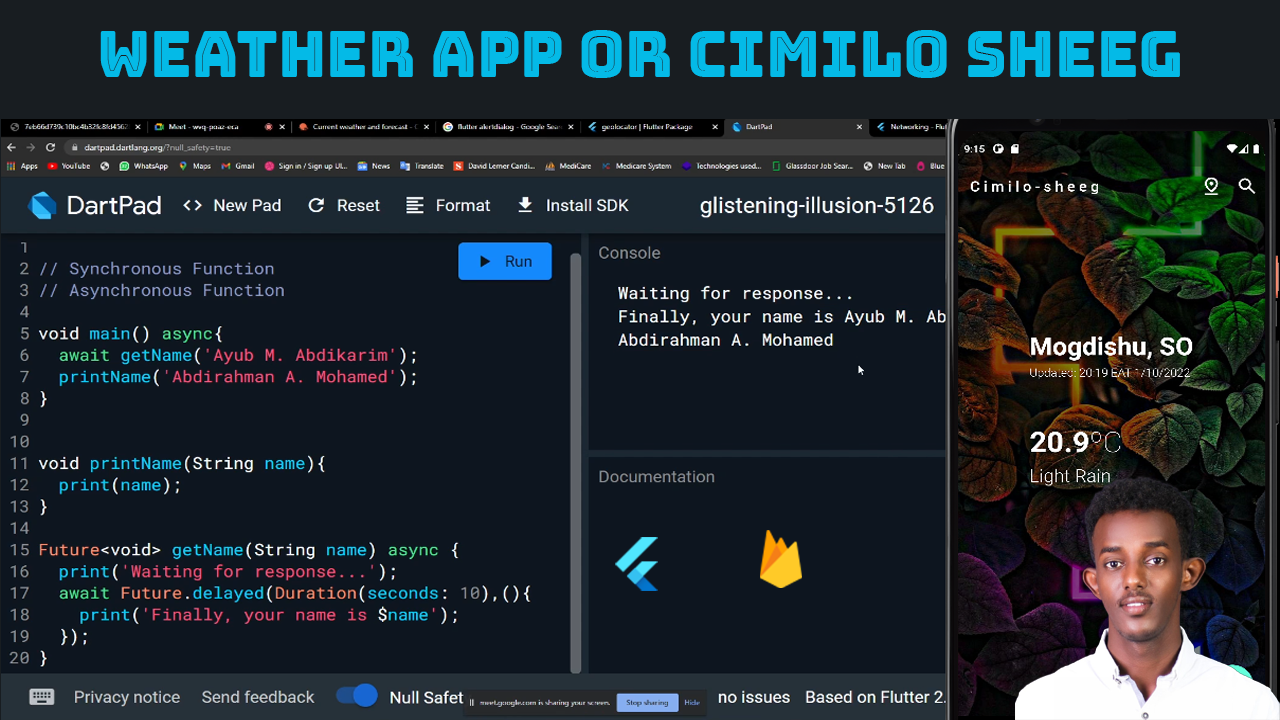 WEATHER APP OR CIMILO SHEEG
7eb66d739c10bc4b32fc8fd4562
Meet - wvq-poaz-eca
Current weather and forecast - C
flutter alertdialog - Google Sear
geolocator | Flutter Package
DartPad
Networking - Flu
dartpad.dartlang.org/?null_safety=true
Apps YouTube WhatsApp Maps Gmail Sign in / Sign up UI... News Translate David Lerner Candi... MediCare Medicare System Technologies used... Glassdoor Job Sear... New Tab Blue
DartPad <> New Pad Reset Format Install SDK glistening-illusion-5126
Run
1
2 // Synchronous Function
3 // Asynchronous Function
4
5 void main() async{
6 await getName('Ayub M. Abdikarim');
7 printName('Abdirahman A. Mohamed');
8 }
9
10
11 void printName(String name){
12 print(name);
13 }
14
15 Future<void> getName(String name) async {
16 print('Waiting for response...');
17 await Future.delayed(Duration(seconds: 10),(){
18 print('Finally, your name is $name');
19 });
20 }
Console
Waiting for response...
Finally, your name is Ayub M. Ab
Abdirahman A. Mohamed
Documentation
Privacy notice Send feedback Null Safet
meet.google.com is sharing your screen. Stop sharing Hide
no issues Based on Flutter 2.
9:15
Cimilo-sheeg
Mogdishu, SO
Updated: 20:19 EAT 1/10/2022
20.9°C
Light Rain